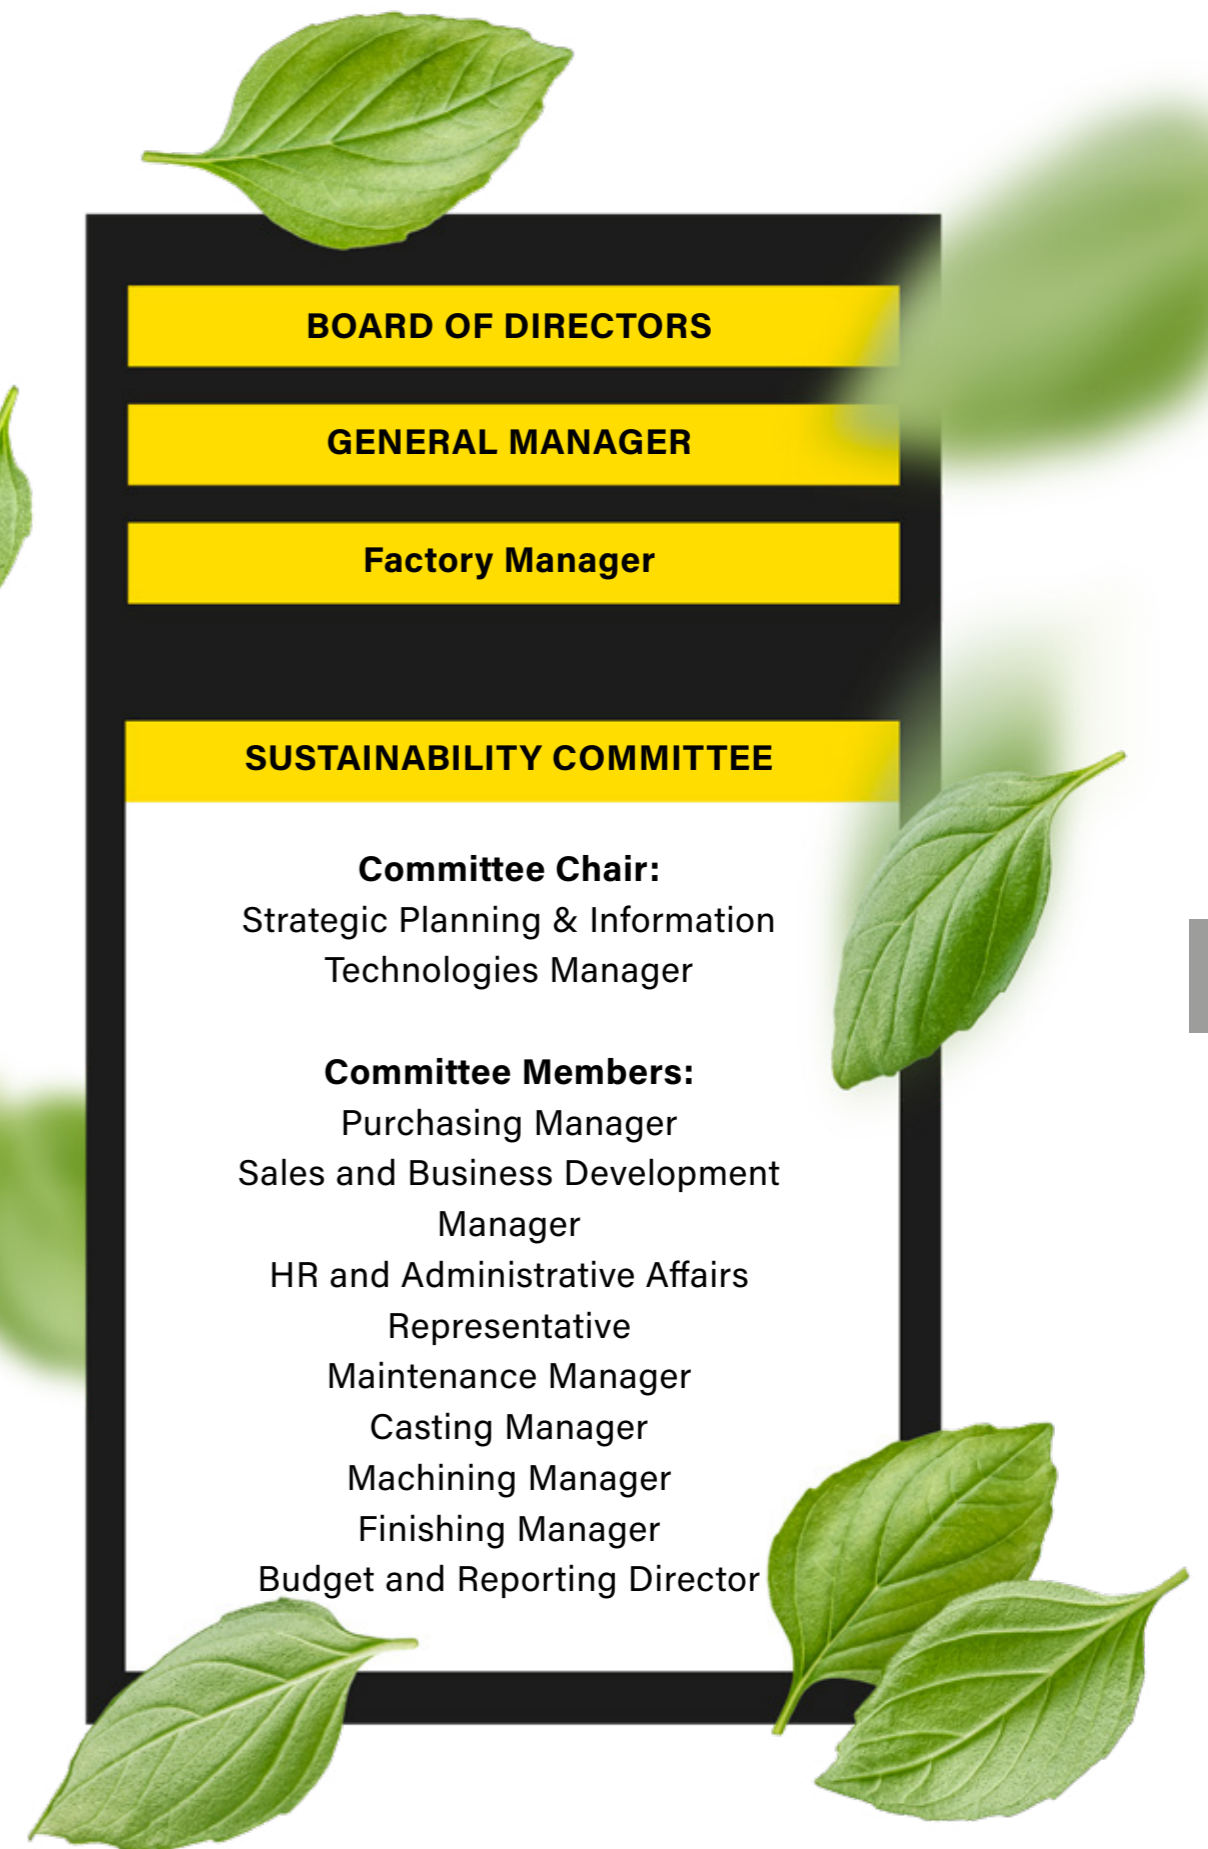 BOARD OF DIRECTORS
GENERAL MANAGER
Factory Manager
SUSTAINABILITY COMMITTEE
Committee Chair:
Strategic Planning & Information
Technologies Manager
Committee Members:
Purchasing Manager
Sales and Business Development
Manager
HR and Administrative Affairs
Representative
Maintenance Manager
Casting Manager
Machining Manager
Finishing Manager
Budget and Reporting Director